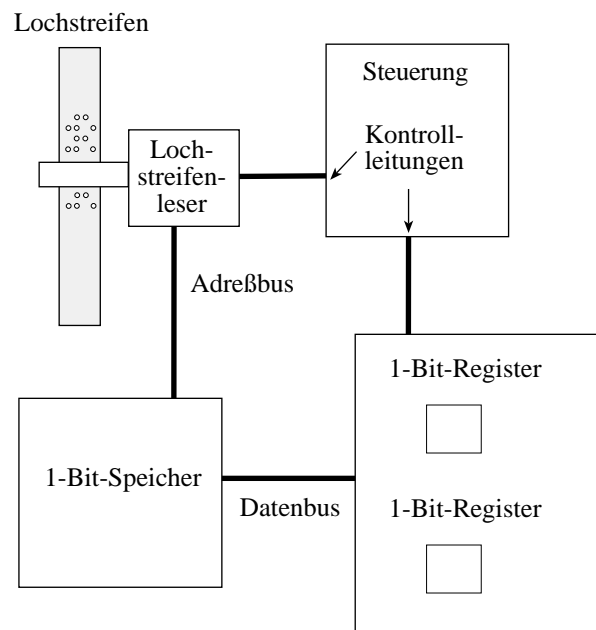 Lochstreifen
Steuerung
Kontroll-
leitungen
Loch-
streifen-
leser
Adreßbus
1-Bit-Register
1-Bit-Speicher
Datenbus
1-Bit-Register